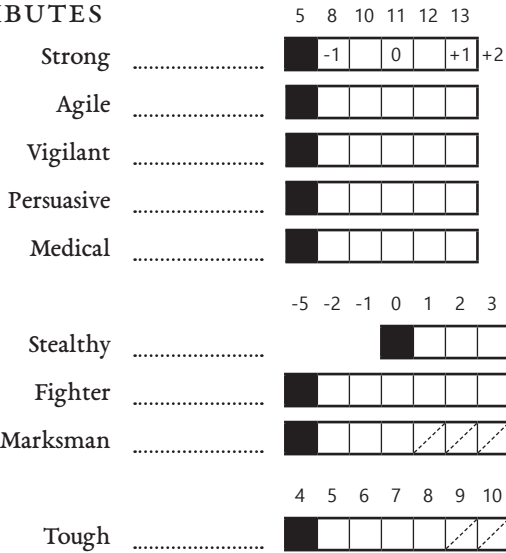 IBUTES 5 8 10 11 12 13
Strong -1 0 +1 +2
Agile
Vigilant
Persuasive
Medical
-5 -2 -1 0 1 2 3
Stealthy
Fighter
Marksman
4 5 6 7 8 9 10
Tough